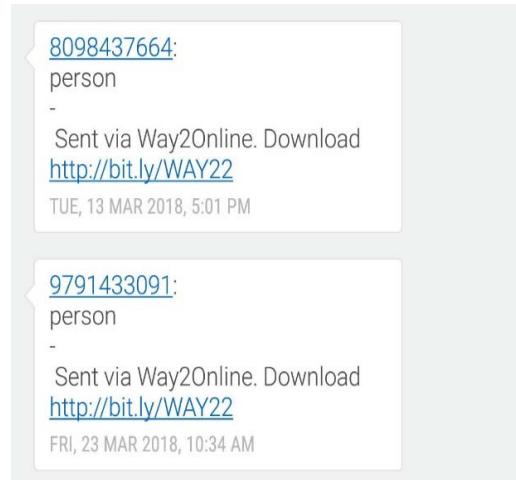 8098437664:
person
-
Sent via Way2Online. Download
http://bit.ly/WAY22
TUE, 13 MAR 2018, 5:01 PM
9791433091:
person
-
Sent via Way2Online. Download
http://bit.ly/WAY22
FRI, 23 MAR 2018, 10:34 AM